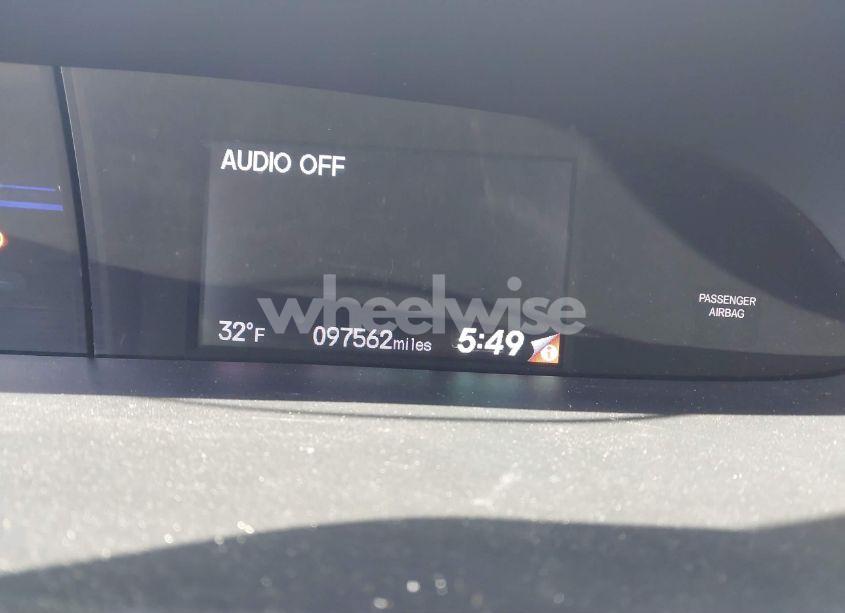 AUDIO OFF
wheelwise
32°F 097562miles 5:49 i
PASSENGER
AIRBAG